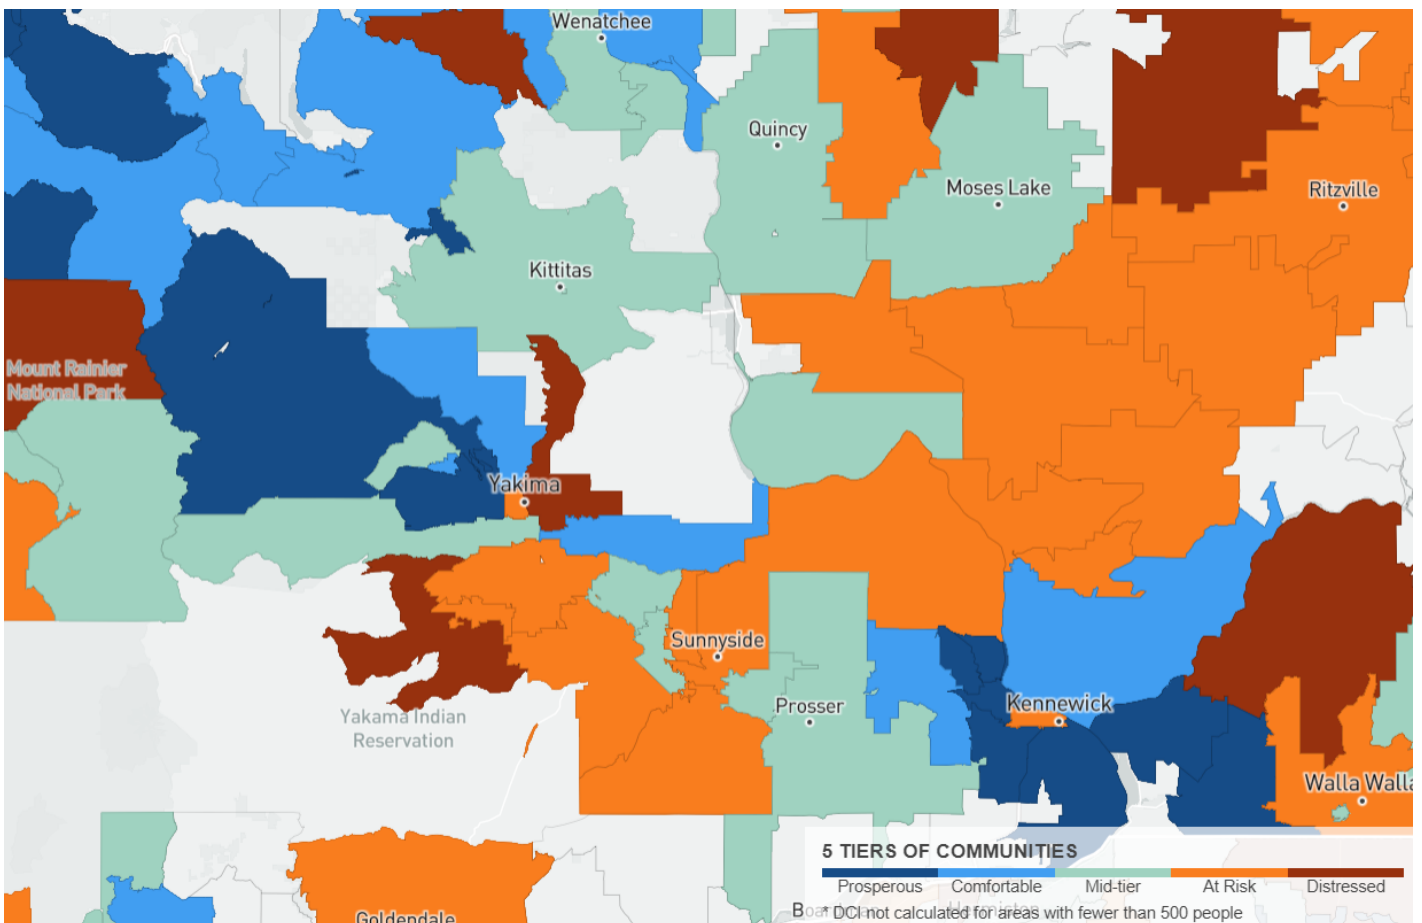 Wenatchee
Quincy
Moses Lake
Ritzville
Kittitas
Mount Rainier
National Park
Yakima
Sunnyside
Kennewick
Prosser
Yakama Indian
Reservation
Walla Walla
5 TIERS OF COMMUNITIES
Prosperous Comfortable Mid-tier At Risk Distressed
* DCI not calculated for areas with fewer than 500 people
Goldendale